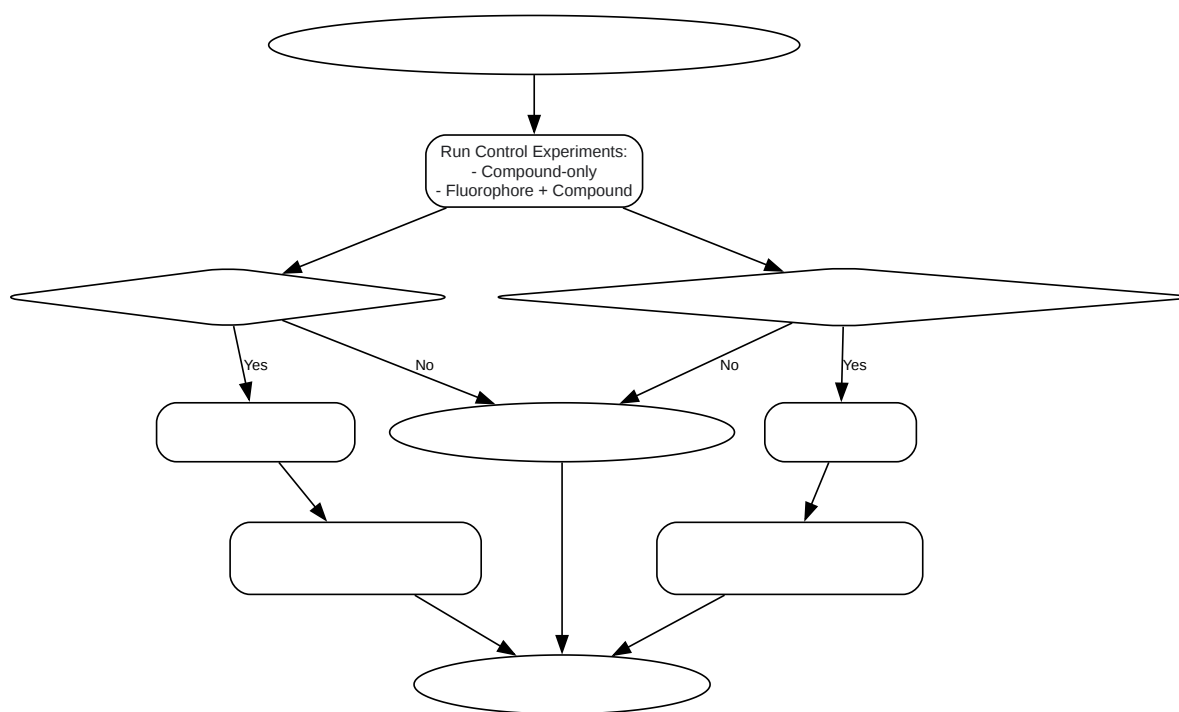 Run Control Experiments:
- Compound-only
- Fluorophore + Compound
Yes
No
No
Yes